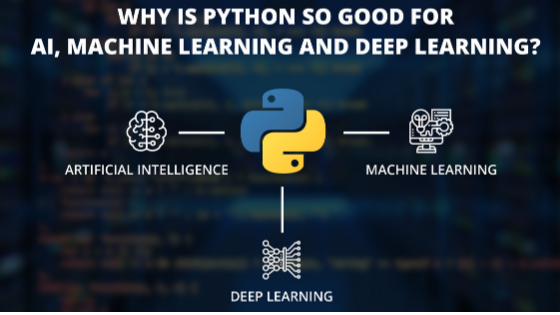 WHY IS PYTHON SO GOOD FOR
AI, MACHINE LEARNING AND DEEP LEARNING?
ARTIFICIAL INTELLIGENCE
MACHINE LEARNING
DEEP LEARNING